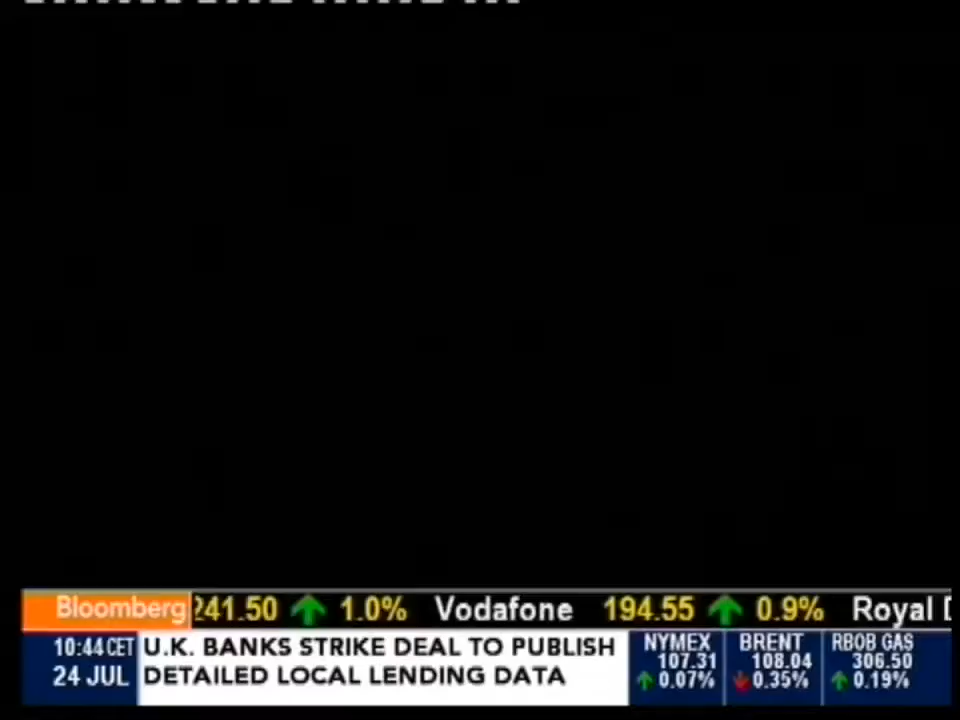 Bloomberg 241.50 1.0% Vodafone 194.55 0.9% Royal
10:44 CET
24 JUL
U.K. BANKS STRIKE DEAL TO PUBLISH
DETAILED LOCAL LENDING DATA
NYMEX
107.31
0.07%
BRENT
108.04
0.35%
RBOB GAS
306.50
0.19%